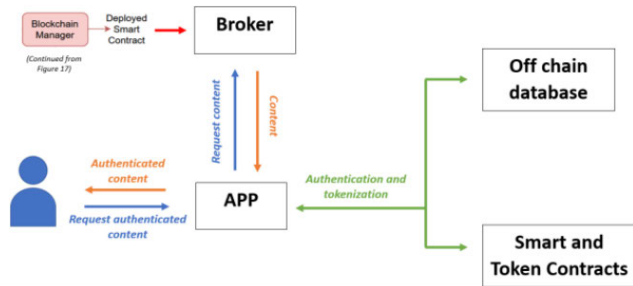 Blockchain
Manager
Deployed
Smart
Contract
(Continued from
Figure 17)
Broker
Off chain
database
Request content
Content
Authenticated
content
Request authenticated
content
APP
Authentication and
tokenization
Smart and
Token Contracts